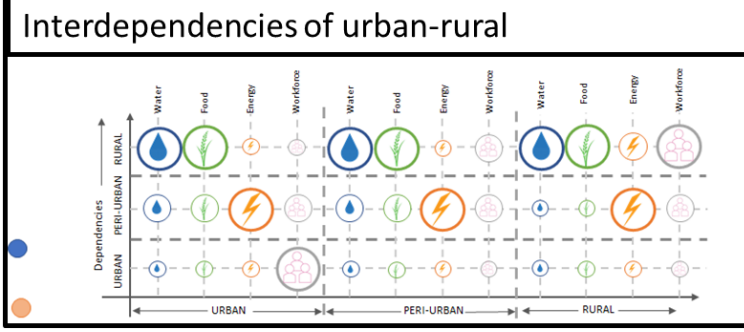 Interdependencies of urban-rural
Water Food Energy Workforce Water Food Energy Workforce Water Food Energy Workforce
Dependencies
RURAL
PERI-URBAN
URBAN
URBAN PERI-URBAN RURAL